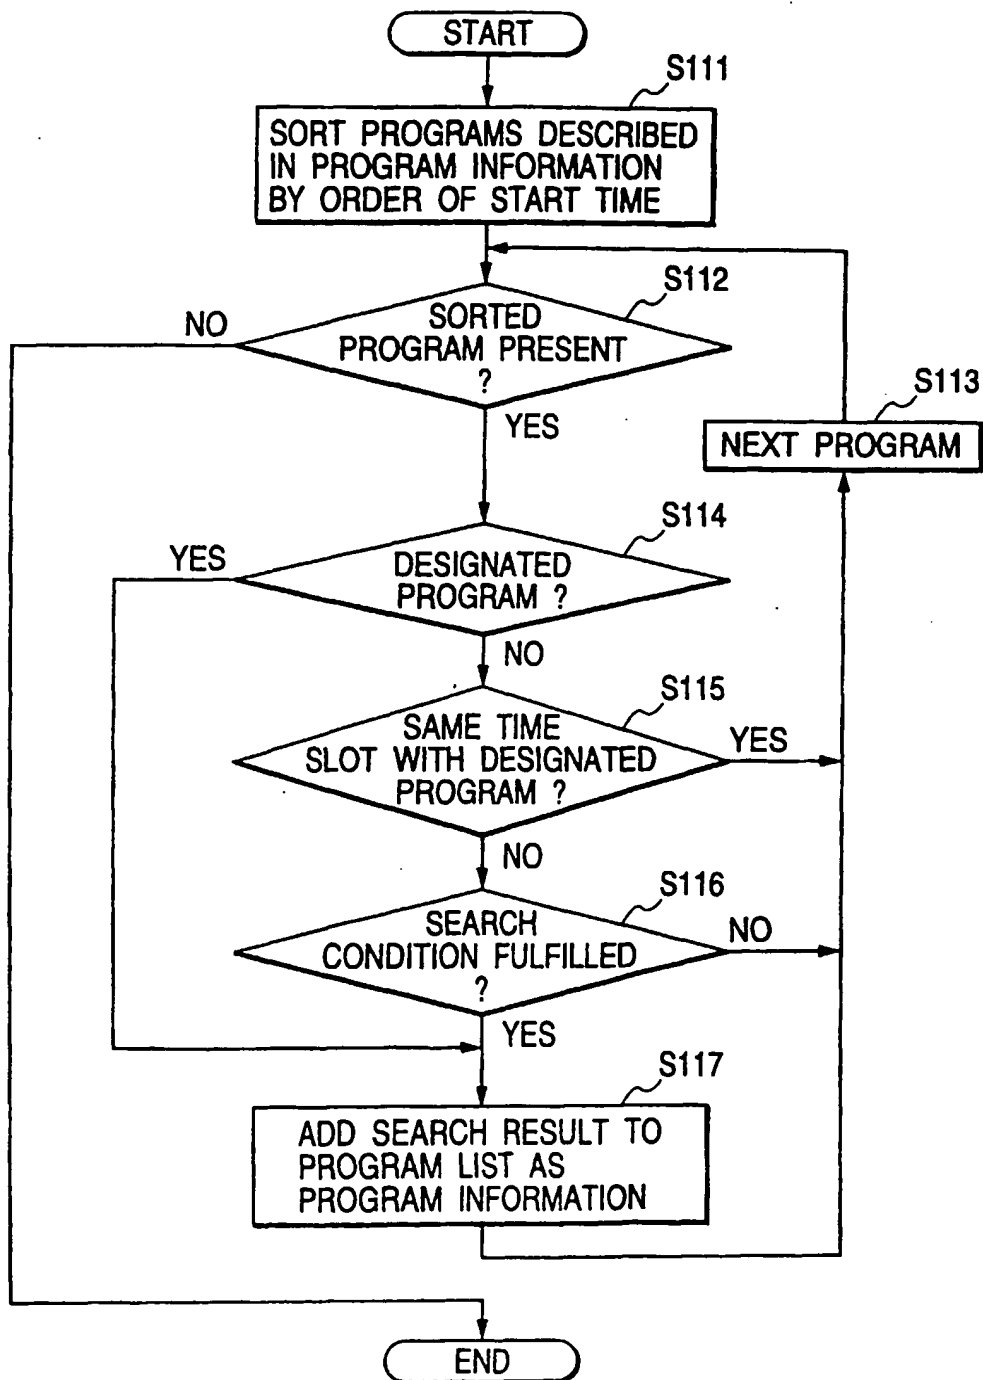 START
S111
SORT PROGRAMS DESCRIBED
IN PROGRAM INFORMATION
BY ORDER OF START TIME
S112
NO
SORTED
PROGRAM PRESENT
?
YES
S113
NEXT PROGRAM
S114
YES
DESIGNATED
PROGRAM ?
NO
S115
SAME TIME
SLOT WITH DESIGNATED
PROGRAM ?
YES
NO
S116
SEARCH
CONDITION FULFILLED
?
NO
YES
S117
ADD SEARCH RESULT TO
PROGRAM LIST AS
PROGRAM INFORMATION
END